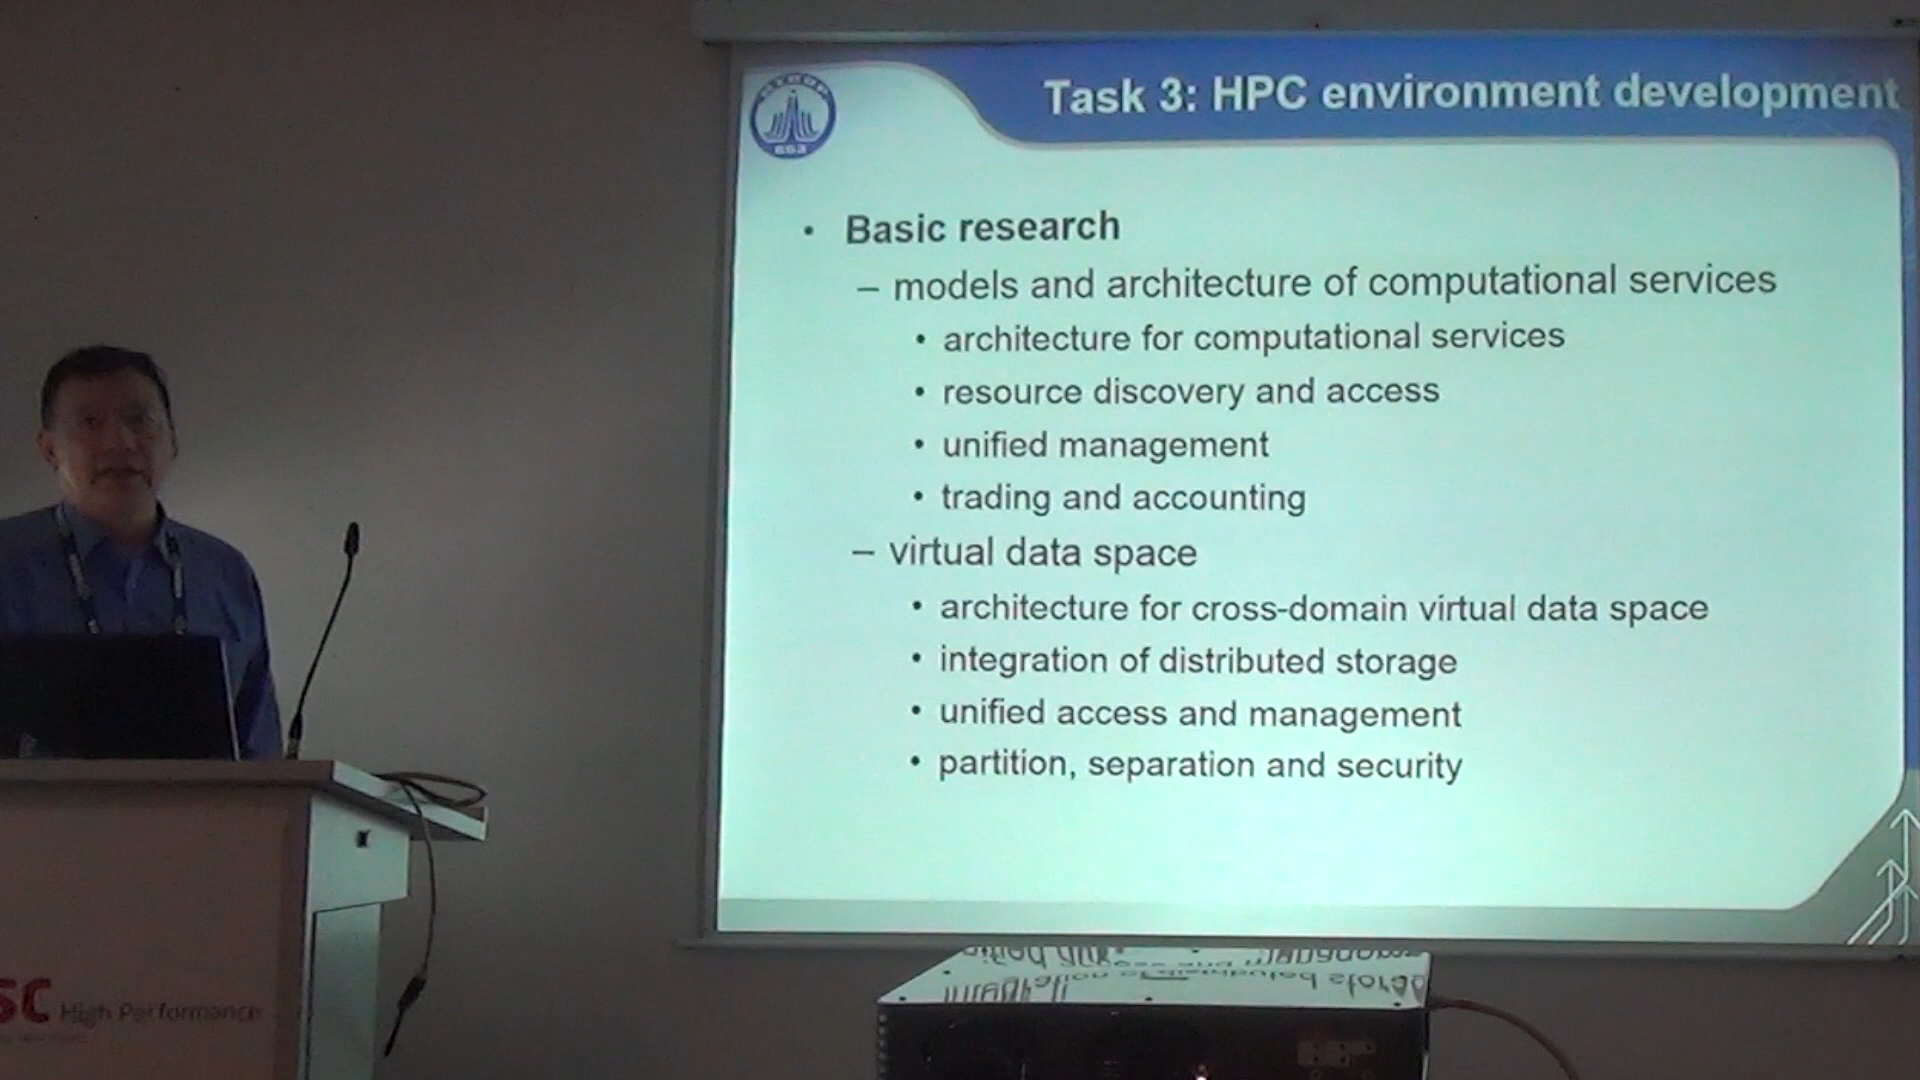 Task 3: HPC environment development
863
• Basic research
– models and architecture of computational services
• architecture for computational services
• resource discovery and access
• unified management
• trading and accounting
– virtual data space
• architecture for cross-domain virtual data space
• integration of distributed storage
• unified access and management
• partition, separation and security
SC High Performance